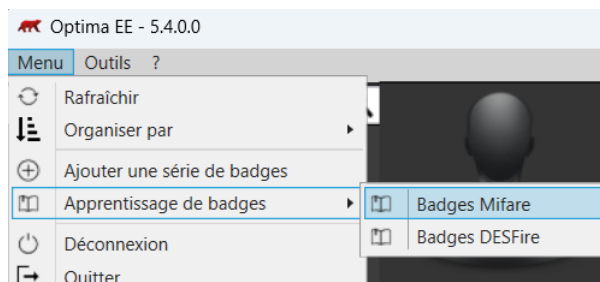 Optima EE - 5.4.0.0
Menu Outils ?
Rafraîchir
Organiser par
Ajouter une série de badges
Apprentissage de badges
Badges Mifare
Badges DESFire
Déconnexion
Quitter